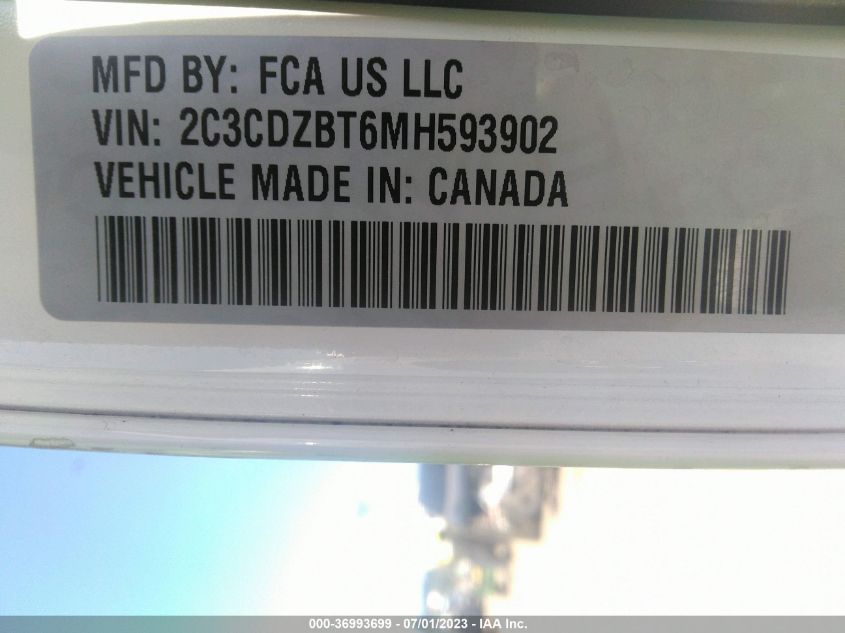 MFD BY: FCA US LLC
VIN: 2C3CDZBT6MH593902
VEHICLE MADE IN: CANADA
000-36993699 - 07/01/2023 - IAA Inc.